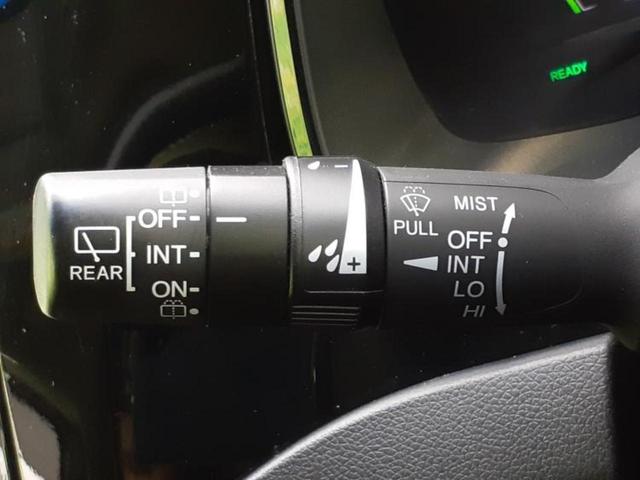 READY
OFF
INT
ON
REAR
−
+
PULL
MIST
OFF
INT
LO
HI